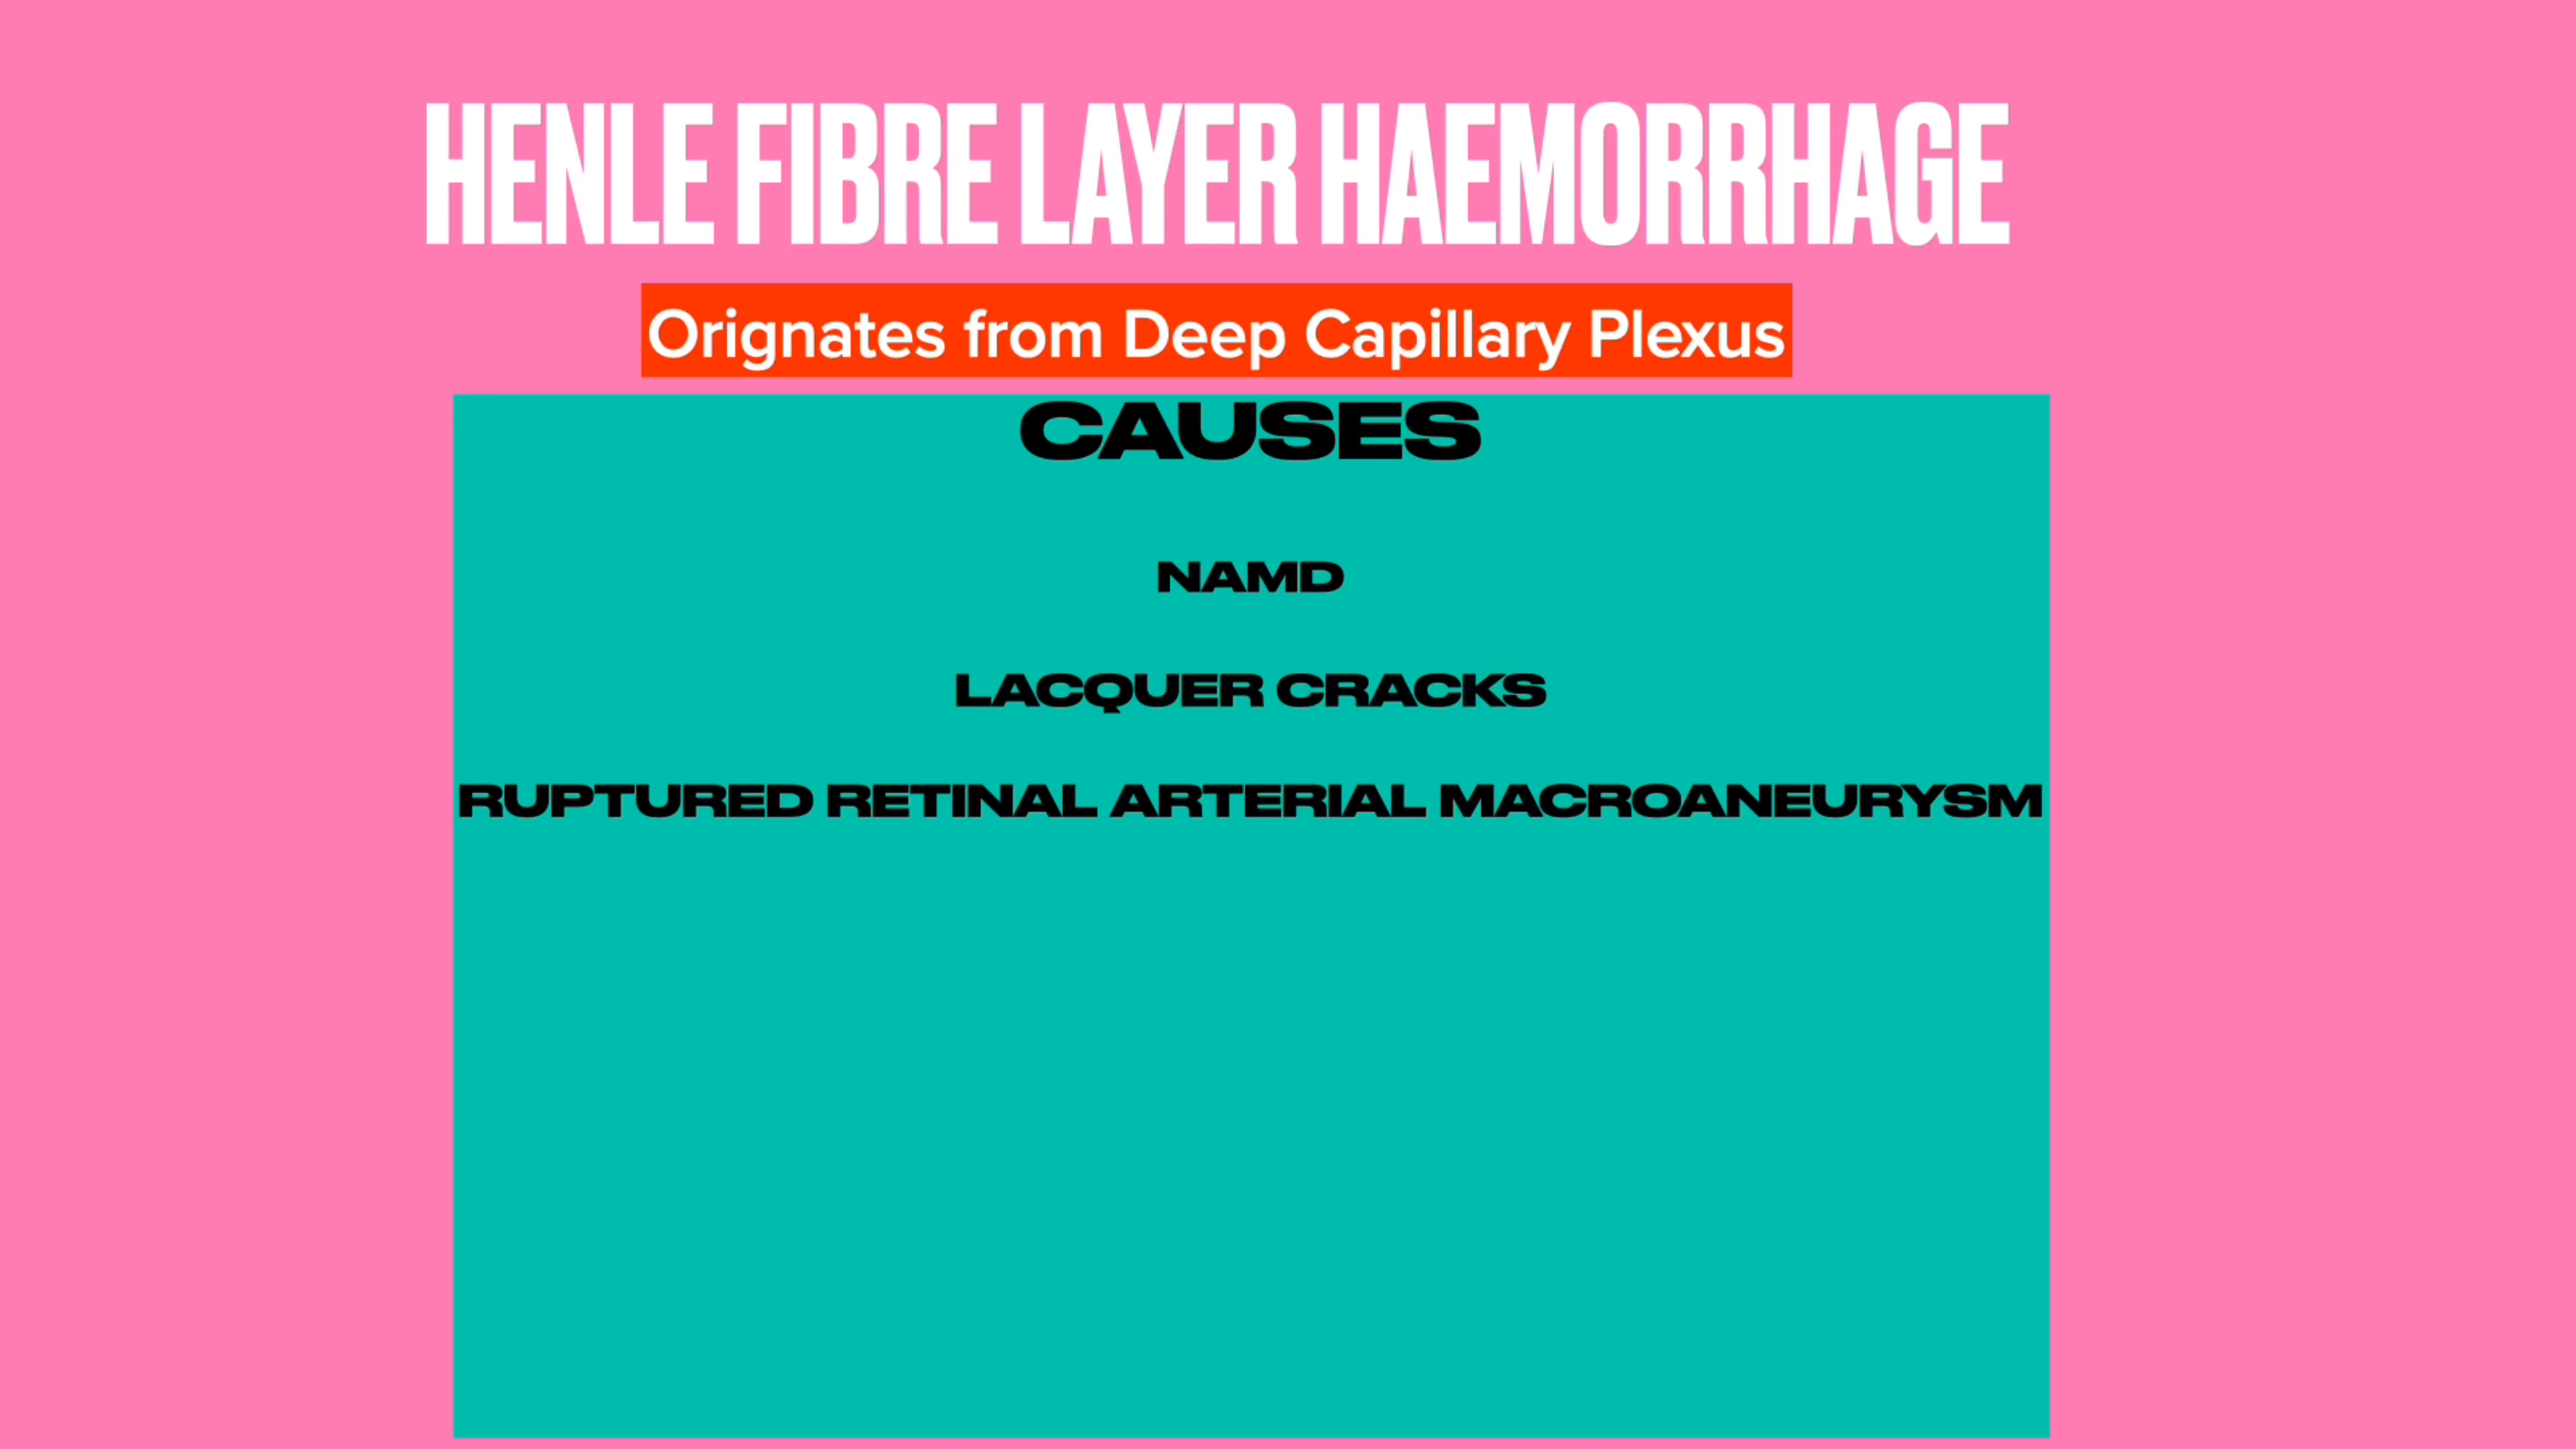 HENLE FIBRE LAYER HAEMORRHAGE
Orignates from Deep Capillary Plexus
CAUSES
NAMD
LACQUER CRACKS
RUPTURED RETINAL ARTERIAL MACROANEURYSM